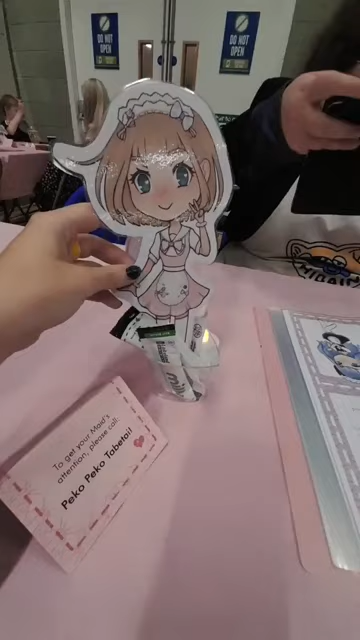 DO NOT
OPEN
DO NOT
OPEN
To get your Maid's
attention, please call:
Peko Peko Tabetai!